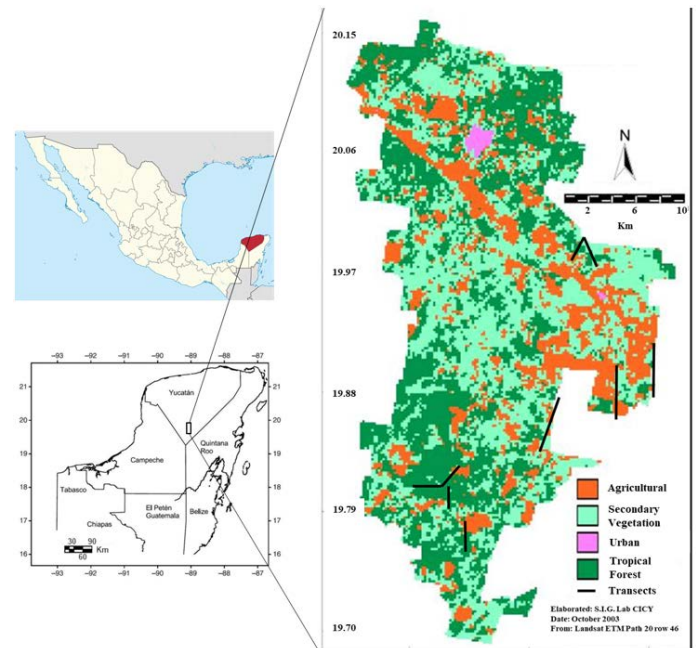 20.15
20.06
19.97
19.88
19.79
19.70
N
2 6 10
Km
Agricultural
Secondary
Vegetation
Urban
Tropical
Forest
Transects
Elaborated: S.I.G. Lab CICY
Date: October 2003
From: Landsat ETM Path 20 row 46
−93 −92 −91 −90 −89 −88 −87
21
20
19
18
17
16
Yucatán
Quintana
Roo
Campeche
Tabasco
El Petén
Guatemala
Belize
Chiapas
30 90
60 Km
−93 −92 −91 −90 −89 −88 −87